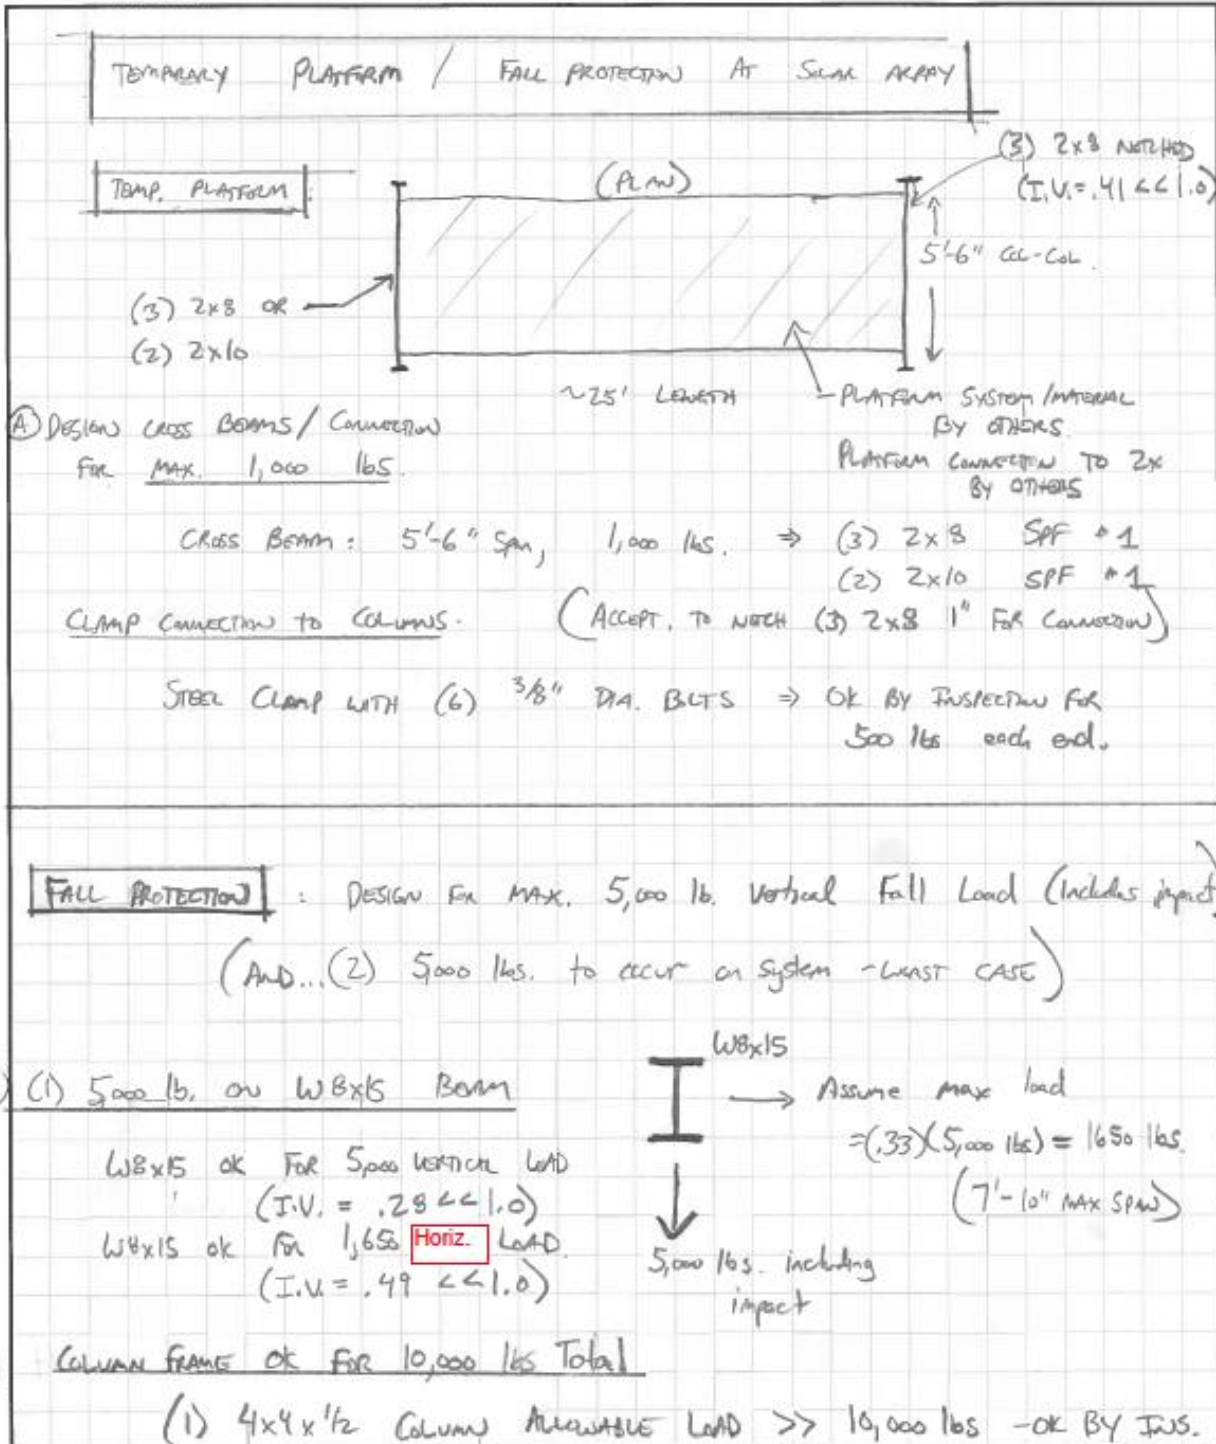 TEMPORARY PLATFORM / FALL PROTECTION AT SOLAR ARRAY
TEMP. PLATFORM :
(PLAN)
(3) 2x8 NOTCHED
(I.V. = .41 << 1.0)
5'-6" COL-COL.
(3) 2x8 OR
(2) 2x10
~25' LENGTH
PLATFORM SYSTEM/MATERIAL
BY OTHERS.
PLATFORM CONNECTION TO 2x
BY OTHERS
(A) DESIGN CROSS BEAMS/CONNECTION
FOR MAX. 1,000 lbs.
CROSS BEAM: 5'-6" Span, 1,000 lbs. ⇒ (3) 2x8 SPF #1
(2) 2x10 SPF #1
(ACCEPT. TO NOTCH (3) 2x8 1" FOR CONNECTION)
CLAMP CONNECTION TO COLUMNS.
STEEL CLAMP WITH (6) 3/8" DIA. BOLTS ⇒ OK BY INSPECTION FOR
500 lbs each end.
FALL PROTECTION : DESIGN FOR MAX. 5,000 lb. Vertical Fall Load (Includes impact)
(AND...(2) 5,000 lbs. to occur on system - WORST CASE)
(1) 5,000 lb. ON W8x15 BEAM
W8x15
Assume max load
=(.33)(5,000 lbs) = 1650 lbs.
(7'-10" MAX SPAN)
W8x15 OK FOR 5,000 VERTICAL LOAD
(I.V. = .28 << 1.0)
W8x15 OK FOR 1,650 Horiz. LOAD.
(I.V. = .49 << 1.0)
5,000 lbs. including
impact
COLUMN FRAME OK FOR 10,000 lbs Total
(1) 4x4x1/2 COLUMN ALLOWABLE LOAD >> 10,000 lbs - OK BY INS.